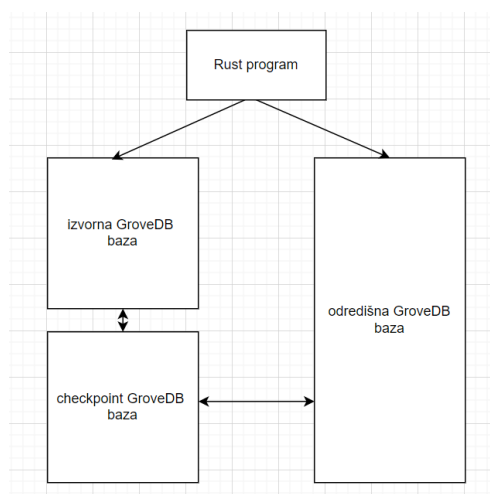 Rust program
izvorna GroveDB
baza
odredišna GroveDB
baza
checkpoint GroveDB
baza